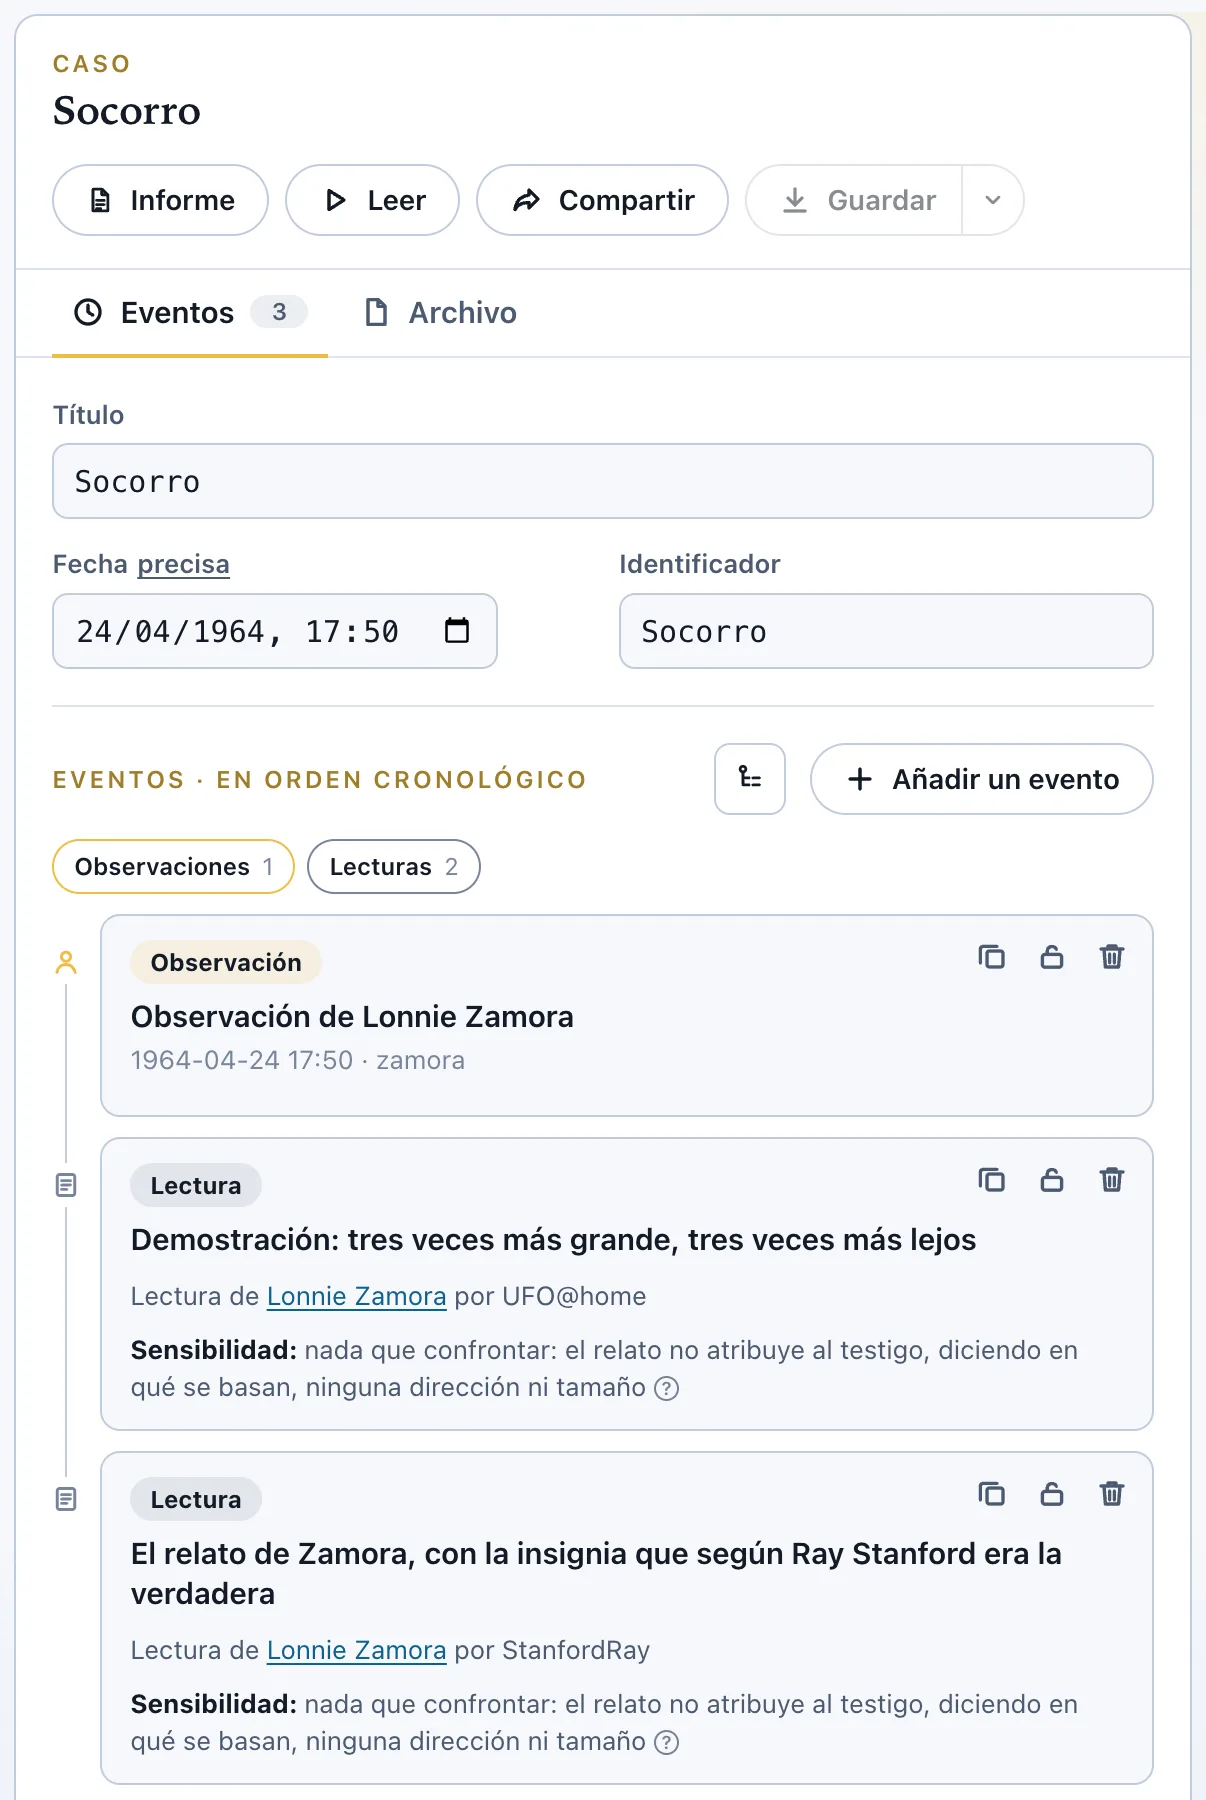 CASO
Socorro
Informe
Leer
Compartir
Guardar
Eventos 3
Archivo
Título
Socorro
Fecha precisa
Identificador
24/04/1964, 17:50
Socorro
EVENTOS · EN ORDEN CRONOLÓGICO
Añadir un evento
Observaciones 1
Lecturas 2
Observación
Observación de Lonnie Zamora
1964-04-24 17:50 · zamora
Lectura
Demostración: tres veces más grande, tres veces más lejos
Lectura de Lonnie Zamora por UFO@home
Sensibilidad: nada que confrontar: el relato no atribuye al testigo, diciendo en
qué se basan, ninguna dirección ni tamaño ?
Lectura
El relato de Zamora, con la insignia que según Ray Stanford era la
verdadera
Lectura de Lonnie Zamora por StanfordRay
Sensibilidad: nada que confrontar: el relato no atribuye al testigo, diciendo en
qué se basan, ninguna dirección ni tamaño ?